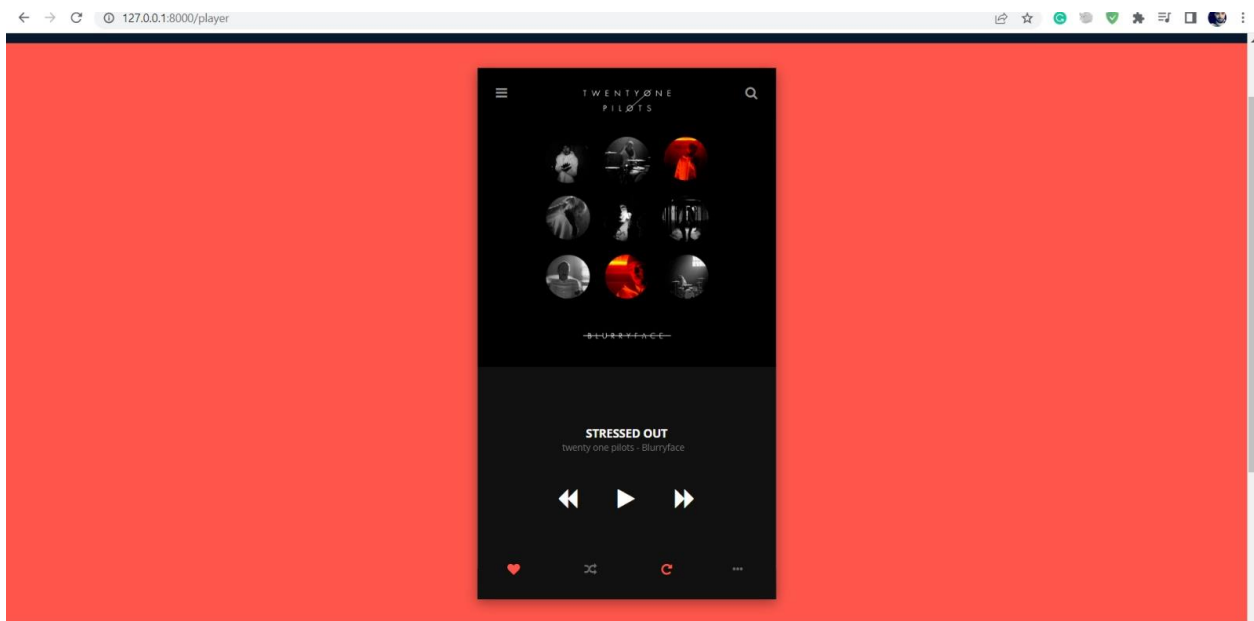 127.0.0.1:8000/player
TWENTYØNE
PILØTS
BLURRYFACE
STRESSED OUT
twenty one pilots - Blurryface